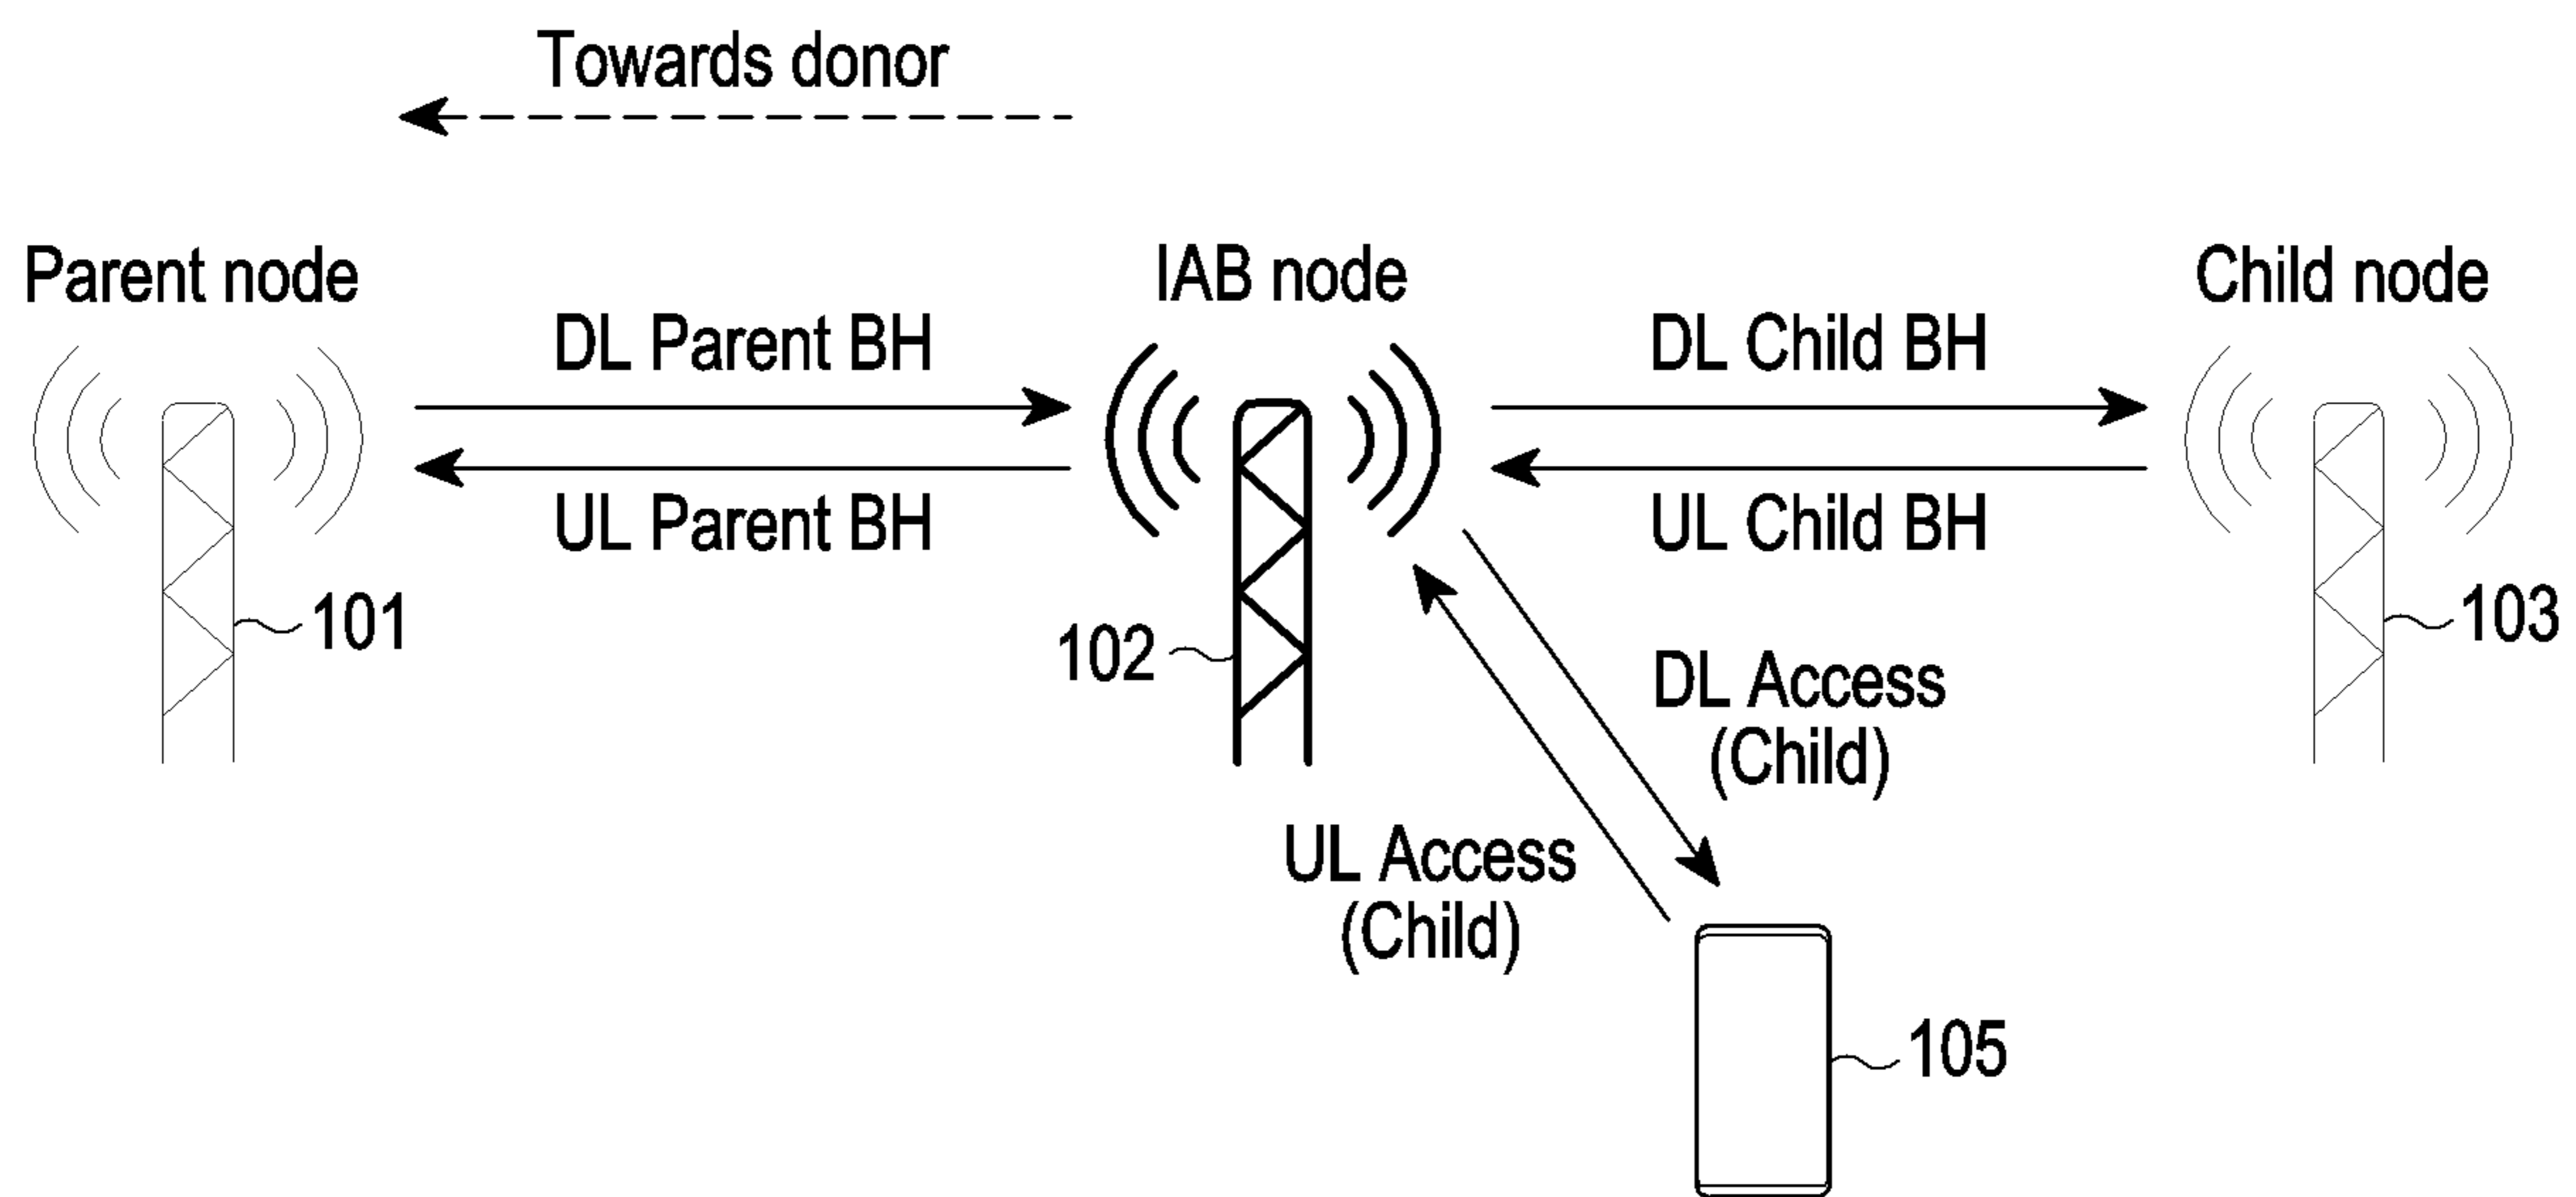 Towards donor
Parent node
IAB node
Child node
DL Parent BH
DL Child BH
UL Parent BH
UL Child BH
101
102
103
DL Access
(Child)
UL Access
(Child)
105